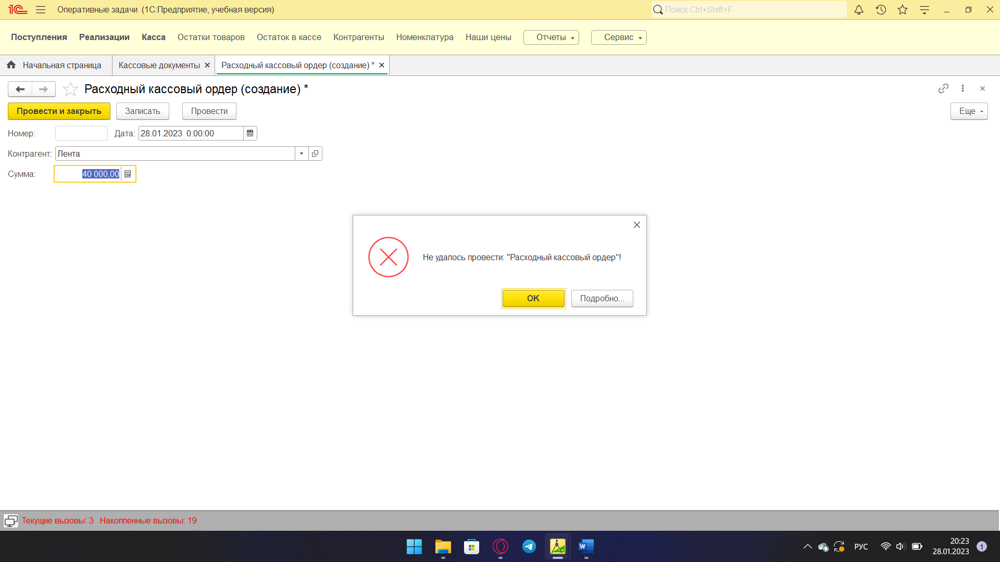 1С Оперативные задачи (1С:Предприятие, учебная версия) Поиск Ctrl+Shift+F
Поступления Реализации Касса Остатки товаров Остаток в кассе Контрагенты Номенклатура Наши цены Отчеты Сервис
Начальная страница Кассовые документы Расходный кассовый ордер (создание) *
Расходный кассовый ордер (создание) *
Провести и закрыть Записать Провести Еще
Номер: Дата: 28.01.2023 0:00:00
Контрагент: Лента
Сумма: 40 000,00
Не удалось провести: "Расходный кассовый ордер"!
ОК Подробно...
Текущие вызовы: 3 Накопленные вызовы: 19
W РУС 20:23
28.01.2023 1